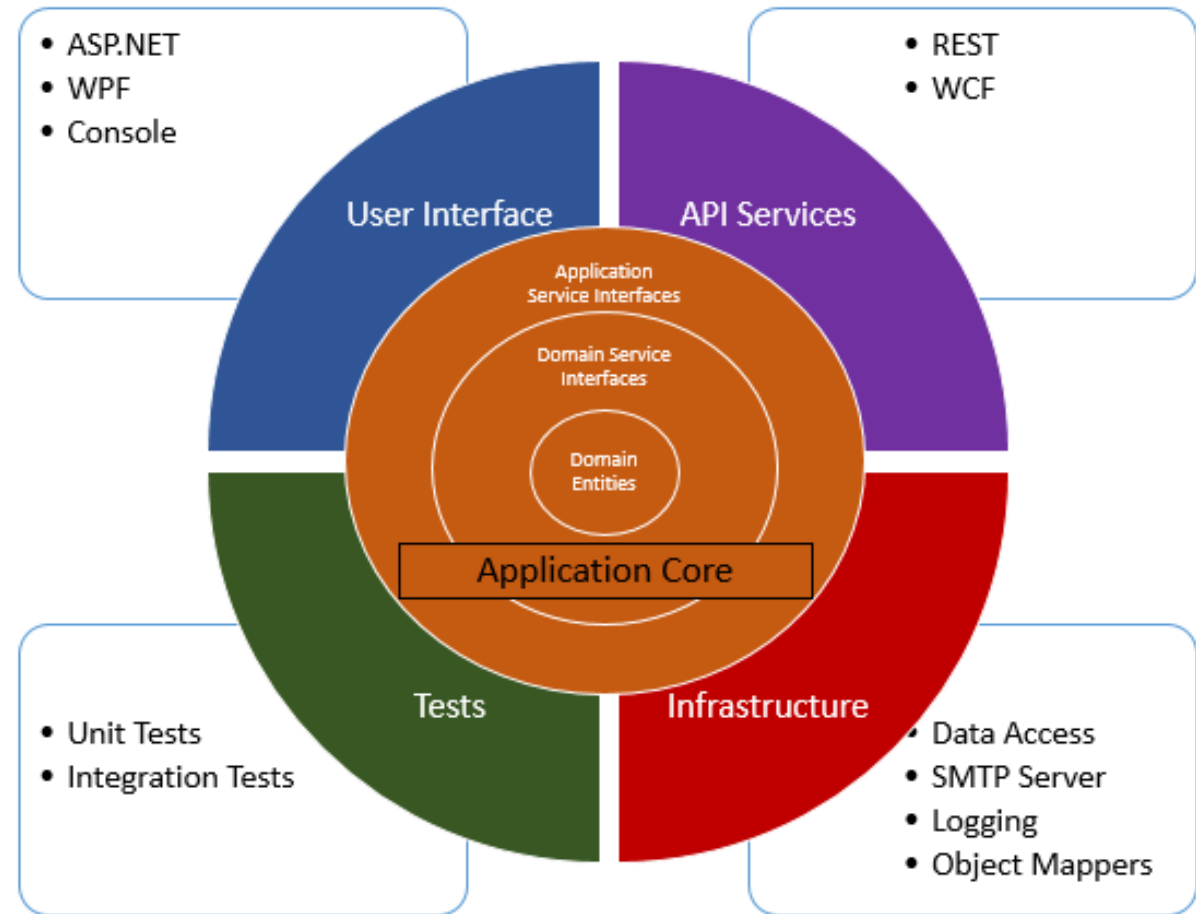 • ASP.NET
• WPF
• Console
• REST
• WCF
User Interface
API Services
Application
Service Interfaces
Domain Service
Interfaces
Domain
Entities
Application Core
Tests
Infrastructure
• Unit Tests
• Integration Tests
• Data Access
• SMTP Server
• Logging
• Object Mappers